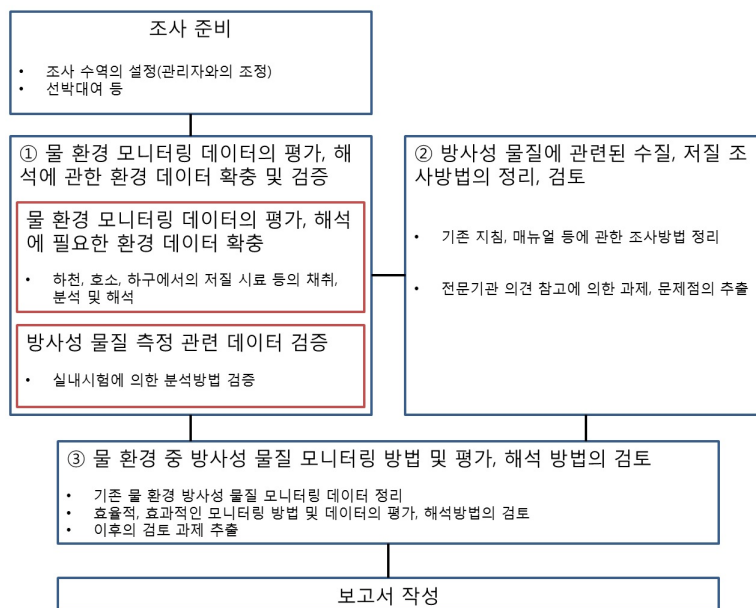 조사 준비
• 조사 수역의 설정(관리자와의 조정)
• 선박대여 등
① 물 환경 모니터링 데이터의 평가, 해
석에 관한 환경 데이터 확충 및 검증
물 환경 모니터링 데이터의 평가, 해석
에 필요한 환경 데이터 확충
• 하천, 호소, 하구에서의 저질 시료 등의 채취,
분석 및 해석
방사성 물질 측정 관련 데이터 검증
• 실내시험에 의한 분석방법 검증
② 방사성 물질에 관련된 수질, 저질 조
사방법의 정리, 검토
• 기존 지침, 매뉴얼 등에 관한 조사방법 정리
• 전문기관 의견 참고에 의한 과제, 문제점의 추출
③ 물 환경 중 방사성 물질 모니터링 방법 및 평가, 해석 방법의 검토
• 기존 물 환경 방사성 물질 모니터링 데이터 정리
• 효율적, 효과적인 모니터링 방법 및 데이터의 평가, 해석방법의 검토
• 이후의 검토 과제 추출
보고서 작성